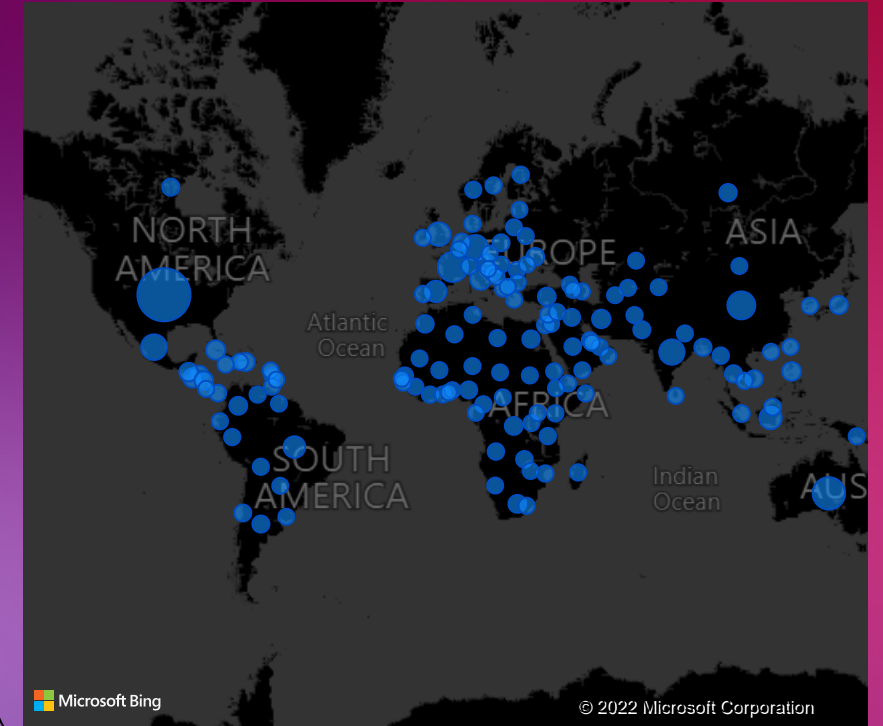 NORTH
AMERICA
EUROPE
ASIA
Atlantic
Ocean
AFRICA
SOUTH
AMERICA
Indian
Ocean
AUS
Microsoft Bing
© 2022 Microsoft Corporation